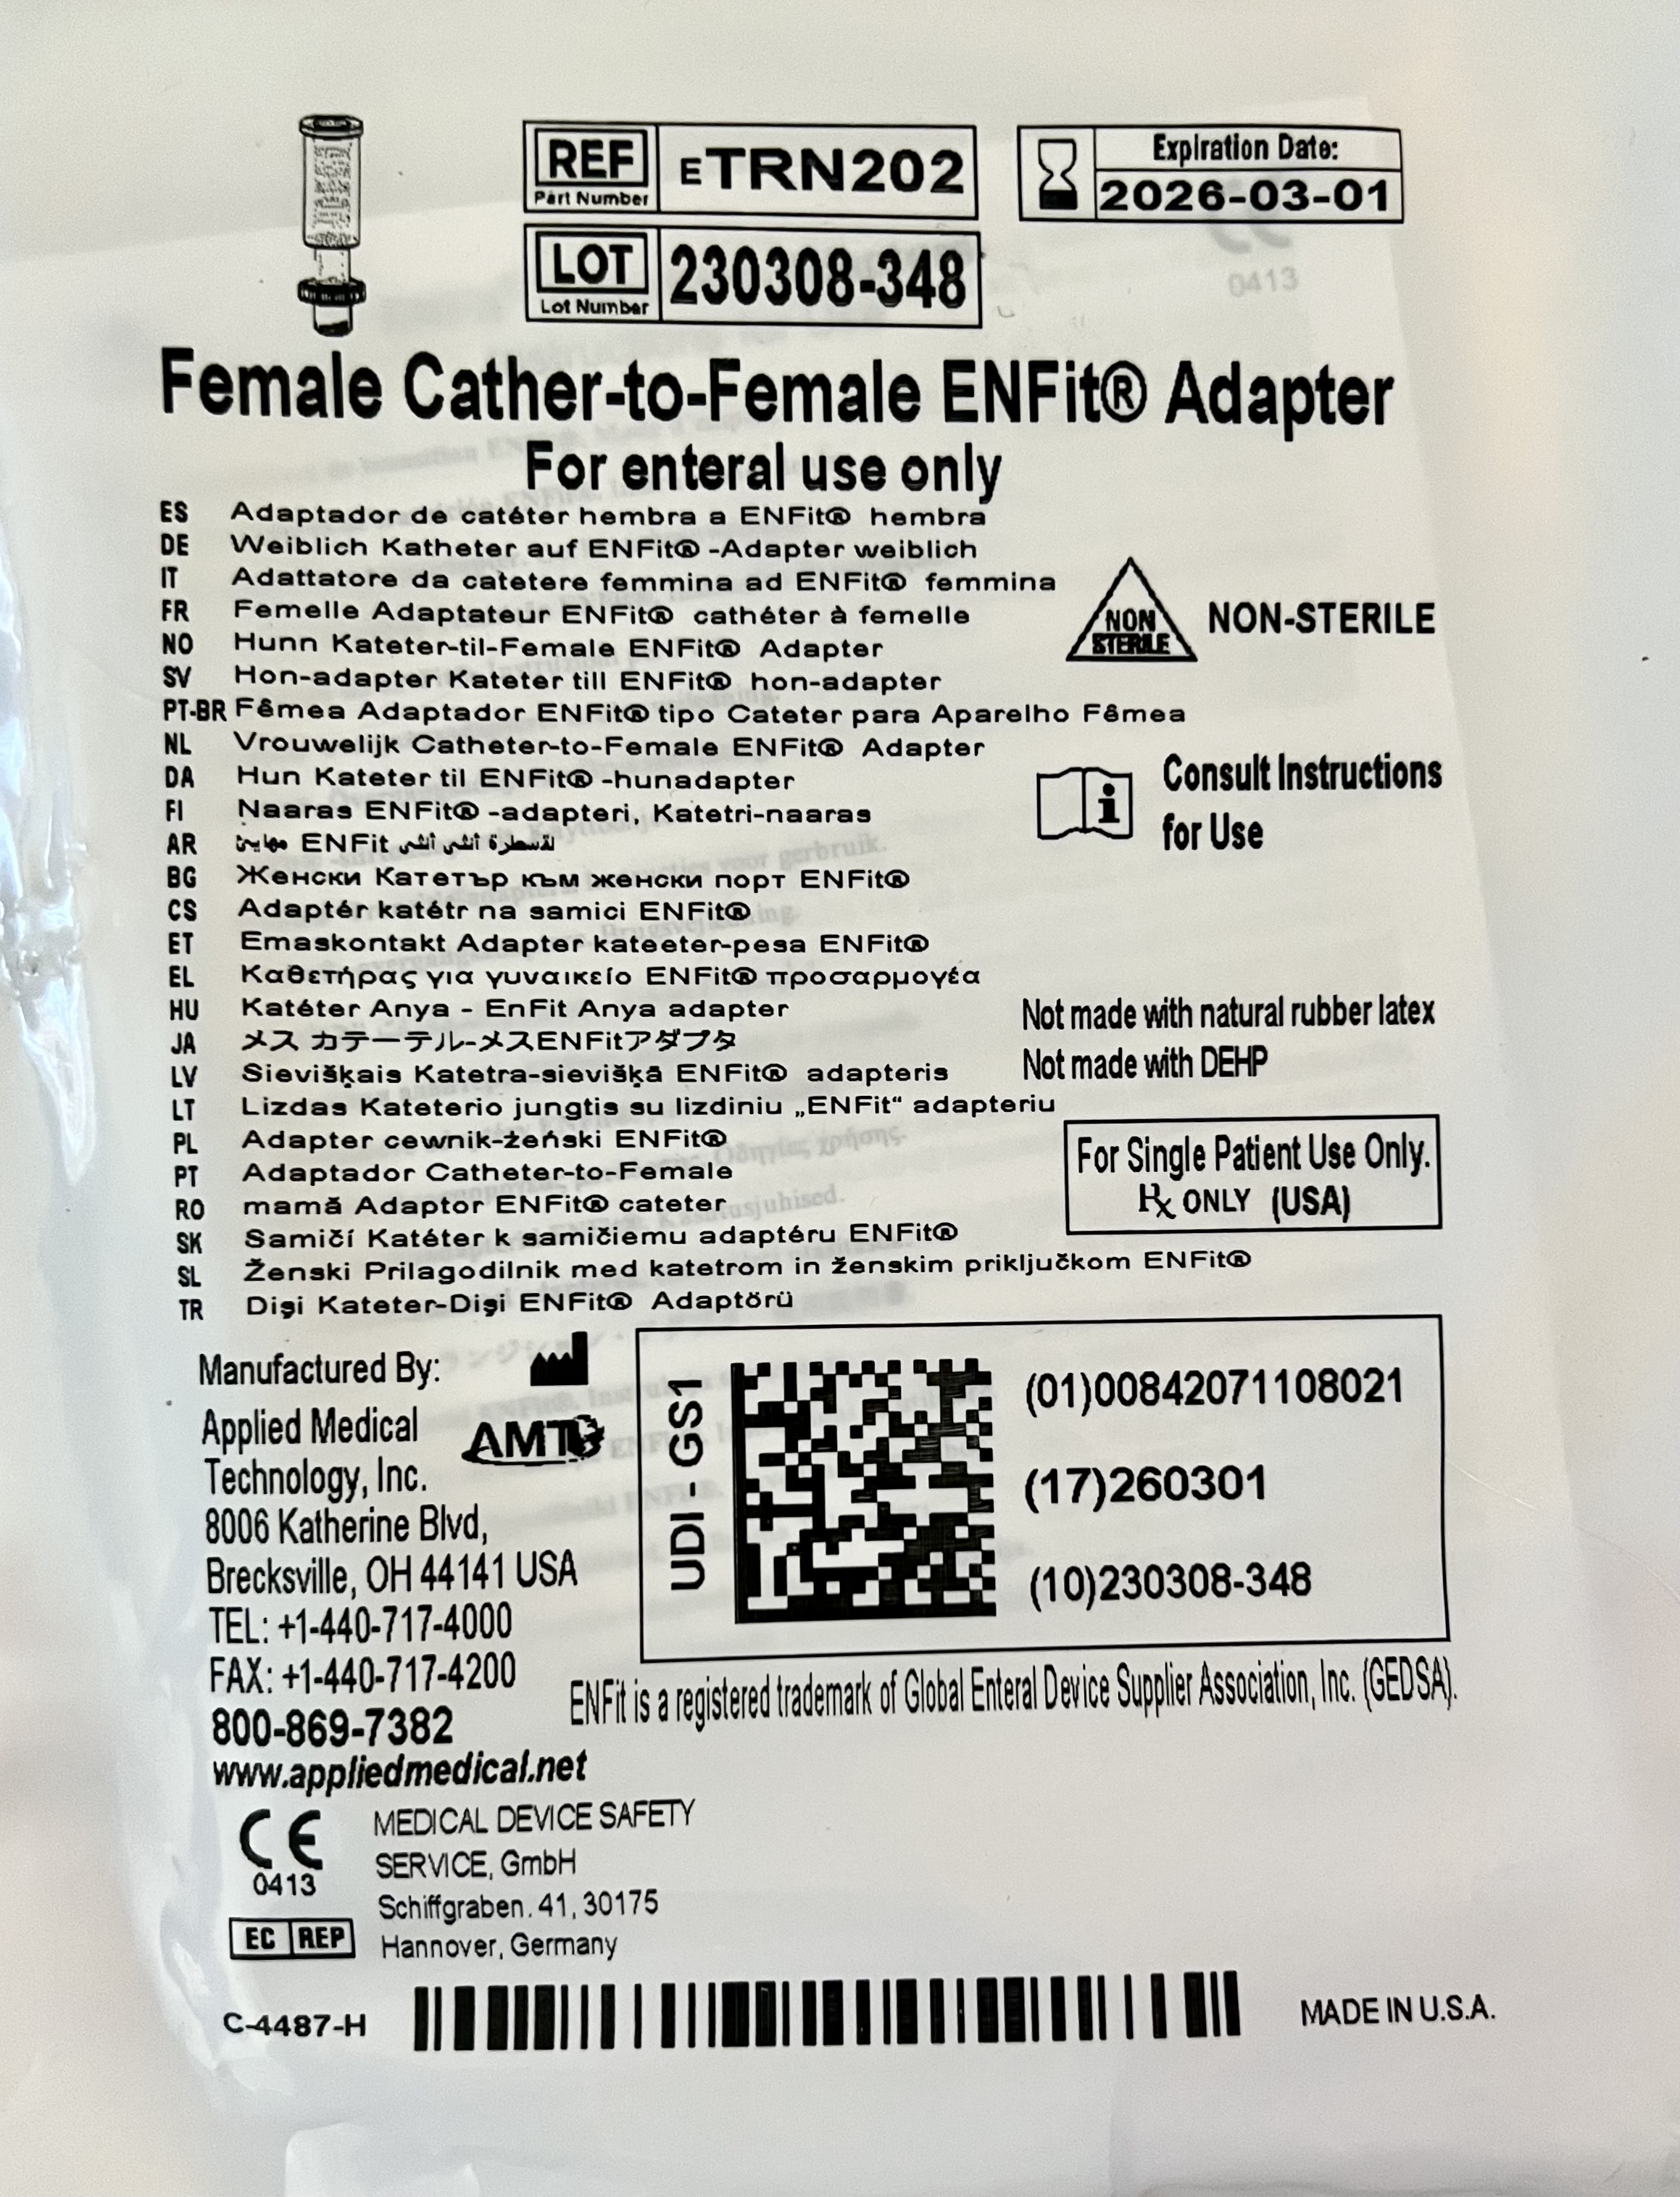 REF
Part Number
ETRN202
Expiration Date:
2026-03-01
LOT
Lot Number
230308-348
0413
Female Cather-to-Female ENFit® Adapter
For enteral use only
ES Adaptador de catéter hembra a ENFit® hembra
DE Weiblich Katheter auf ENFit® -Adapter weiblich
IT Adattatore da catetere femmina ad ENFit® femmina
FR Femelle Adaptateur ENFit® cathéter à femelle
NO Hunn Kateter-til-Female ENFit® Adapter
SV Hon-adapter Kateter till ENFit® hon-adapter
PT-BR Fêmea Adaptador ENFit® tipo Cateter para Aparelho Fêmea
NL Vrouwelijk Catheter-to-Female ENFit® Adapter
DA Hun Kateter til ENFit® -hunadapter
FI Naaras ENFit® -adapteri, Katetri-naaras
AR مهايئ ENFit لقسطرة أنثى أنثى
BG Женски Катетър към женски порт ENFit®
CS Adaptér katétr na samici ENFit®
ET Emaskontakt Adapter kateeter-pesa ENFit®
EL Καθετήρας για γυναικείο ENFit® προσαρμογέα
HU Katéter Anya - EnFit Anya adapter
JA メス カテーテル-メスENFitアダプタ
LV Sievišķais Katetra-sievišķā ENFit® adapteris
LT Lizdas Kateterio jungtis su lizdiniu „ENFit“ adapteriu
PL Adapter cewnik-żeński ENFit®
PT Adaptador Catheter-to-Female
RO mamă Adaptor ENFit® cateter
SK Samičí Katéter k samičiemu adaptéru ENFit®
SL Ženski Prilagodilnik med katetrom in ženskim priključkom ENFit®
TR Dişi Kateter-Dişi ENFit® Adaptörü
NON
STERILE
NON-STERILE
Consult Instructions
for Use
Not made with natural rubber latex
Not made with DEHP
For Single Patient Use Only.
℞ ONLY (USA)
Manufactured By:
Applied Medical
Technology, Inc.
8006 Katherine Blvd,
Brecksville, OH 44141 USA
TEL: +1-440-717-4000
FAX: +1-440-717-4200
800-869-7382
www.appliedmedical.net
AMT
UDI - GS1
(01)00842071108021
(17)260301
(10)230308-348
ENFit is a registered trademark of Global Enteral Device Supplier Association, Inc. (GEDSA).
CE
0413
EC REP
MEDICAL DEVICE SAFETY
SERVICE, GmbH
Schiffgraben. 41, 30175
Hannover, Germany
C-4487-H
MADE IN U.S.A.